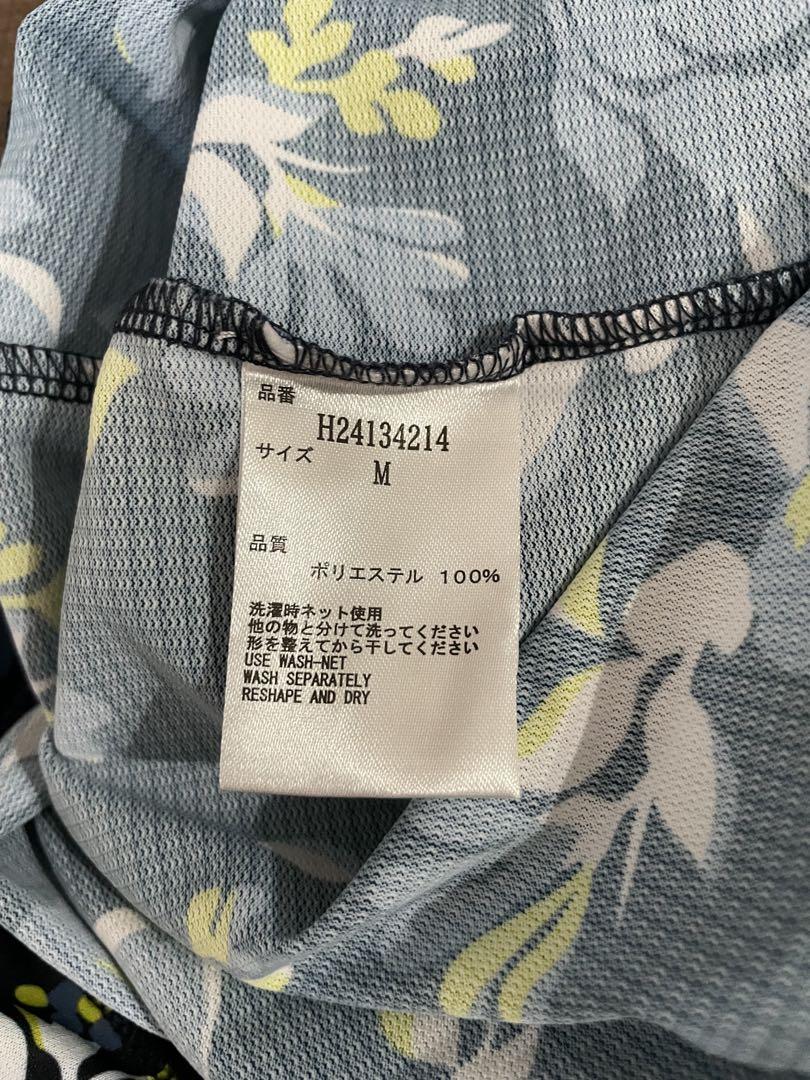 品番
H24134214
サイズ
M
品質
ポリエステル 100%
洗濯時ネット使用
他の物と分けて洗ってください
形を整えてから干してください
USE WASH-NET
WASH SEPARATELY
RESHAPE AND DRY